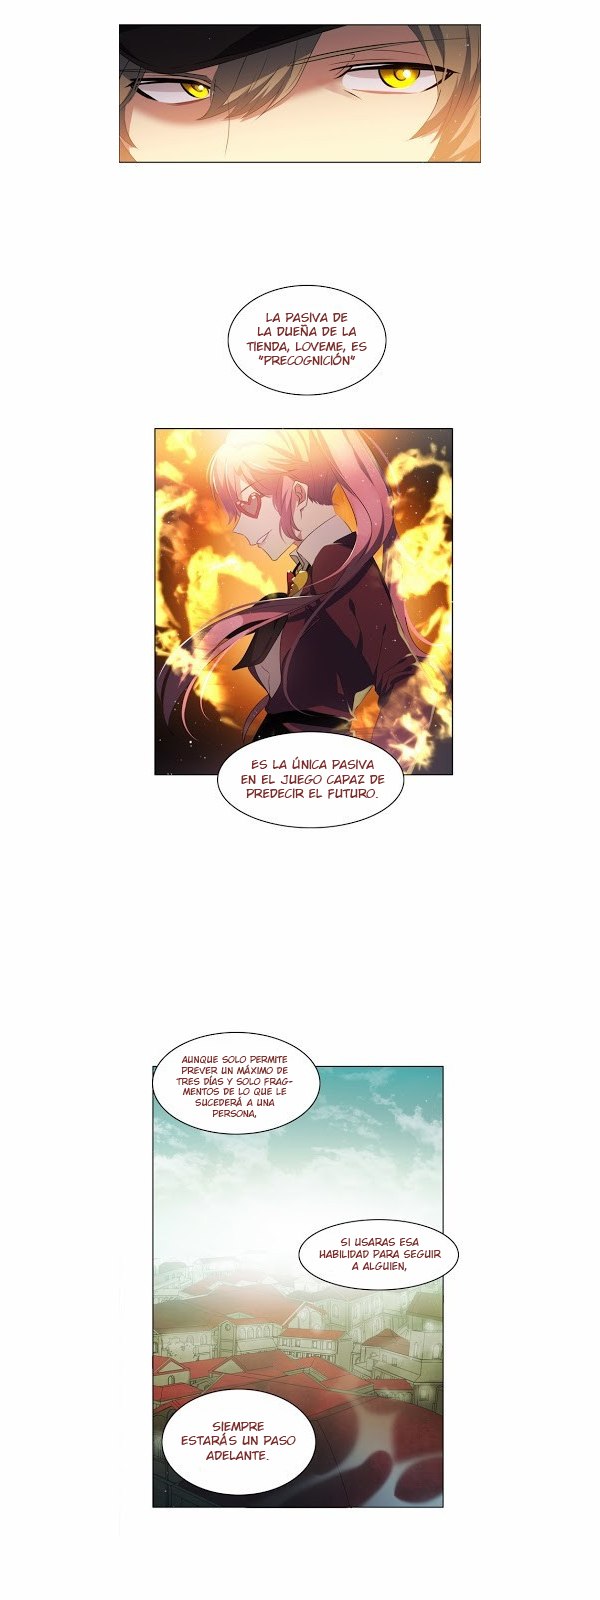 LA PASIVA DE
LA DUEÑA DE LA
TIENDA, LOVEME, ES
"PRECOGNICIÓN"
ES LA ÚNICA PASIVA
EN EL JUEGO CAPAZ DE
PREDECIR EL FUTURO.
AUNQUE SOLO PERMITE
PREVER UN MÁXIMO DE
TRES DÍAS Y SOLO FRAG-
MENTOS DE LO QUE LE
SUCEDERÁ A UNA
PERSONA,
SI USARAS ESA
HABILIDAD PARA SEGUIR
A ALGUIEN,
SIEMPRE
ESTARÁS UN PASO
ADELANTE.